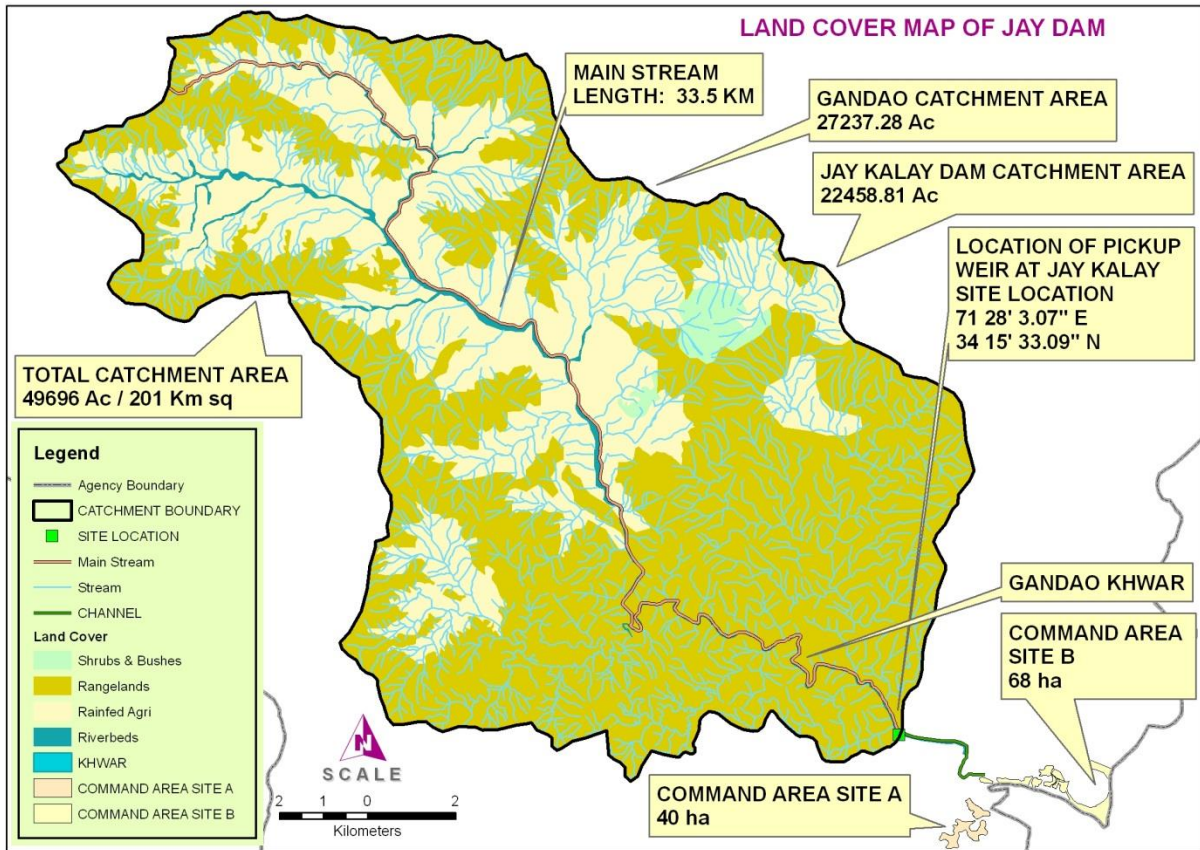 LAND COVER MAP OF JAY DAM
MAIN STREAM
LENGTH: 33.5 KM
GANDAO CATCHMENT AREA
27237.28 Ac
JAY KALAY DAM CATCHMENT AREA
22458.81 Ac
LOCATION OF PICKUP
WEIR AT JAY KALAY
SITE LOCATION
71 28' 3.07" E
34 15' 33.09" N
TOTAL CATCHMENT AREA
49696 Ac / 201 Km sq
Legend
Agency Boundary
CATCHMENT BOUNDARY
SITE LOCATION
Main Stream
Stream
CHANNEL
Land Cover
Shrubs & Bushes
Rangelands
Rainfed Agri
Riverbeds
KHWAR
COMMAND AREA SITE A
COMMAND AREA SITE B
GANDAO KHWAR
COMMAND AREA
SITE B
68 ha
N
SCALE
2 1 0 2
Kilometers
COMMAND AREA SITE A
40 ha